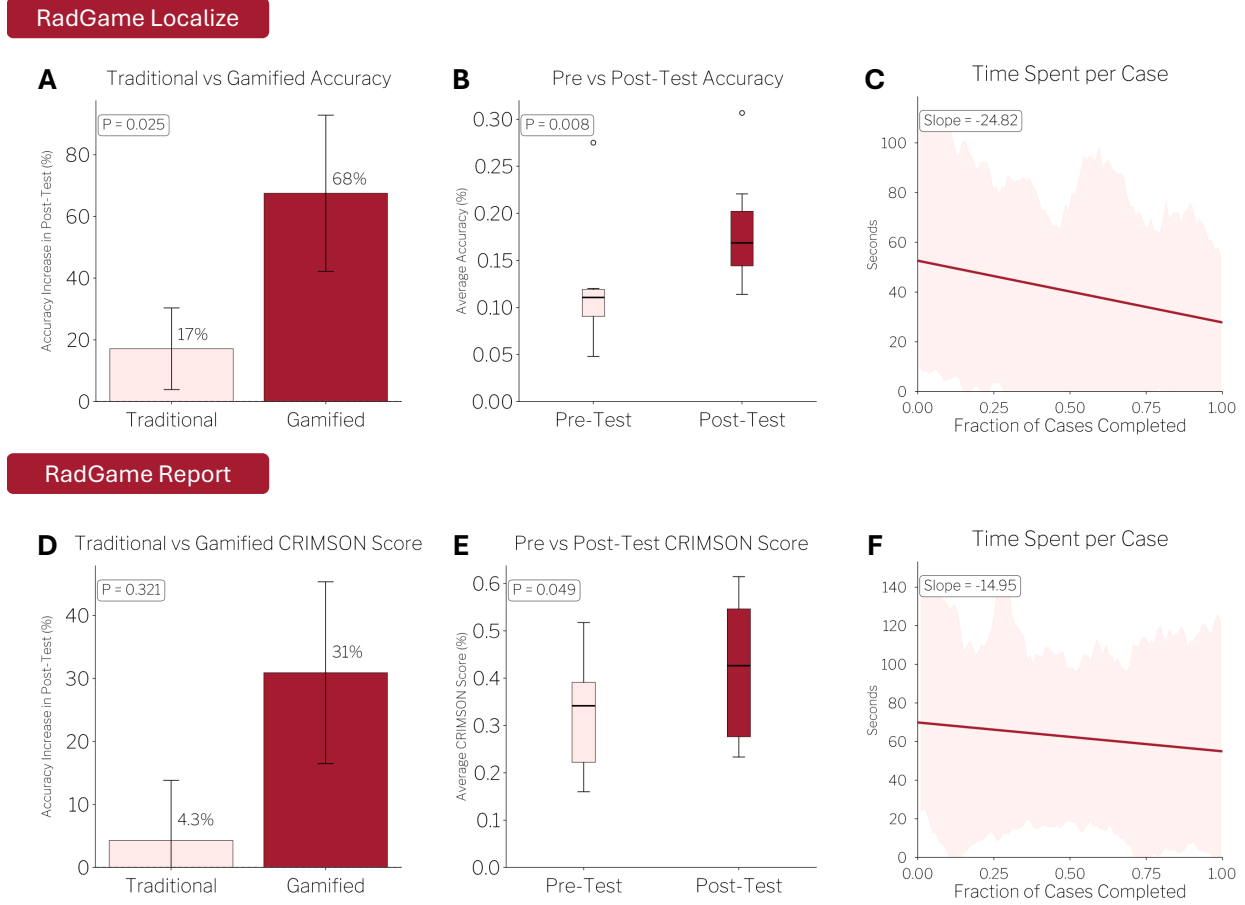 RadGame Localize
A
Traditional vs Gamified Accuracy
P = 0.025
Accuracy Increase in Post-Test (%)
80
60
40
20
0
68%
17%
Traditional
Gamified
B
Pre vs Post-Test Accuracy
P = 0.008
Average Accuracy (%)
0.30
0.25
0.20
0.15
0.10
0.05
0.00
Pre-Test
Post-Test
C
Time Spent per Case
Slope = -24.82
Seconds
100
80
60
40
20
0
0.00 0.25 0.50 0.75 1.00
Fraction of Cases Completed
RadGame Report
D
Traditional vs Gamified CRIMSON Score
P = 0.321
Accuracy Increase in Post-Test (%)
40
30
20
10
0
31%
4.3%
Traditional
Gamified
E
Pre vs Post-Test CRIMSON Score
P = 0.049
Average CRIMSON Score (%)
0.6
0.5
0.4
0.3
0.2
0.1
0.0
Pre-Test
Post-Test
F
Time Spent per Case
Slope = -14.95
Seconds
140
120
100
80
60
40
20
0
0.00 0.25 0.50 0.75 1.00
Fraction of Cases Completed